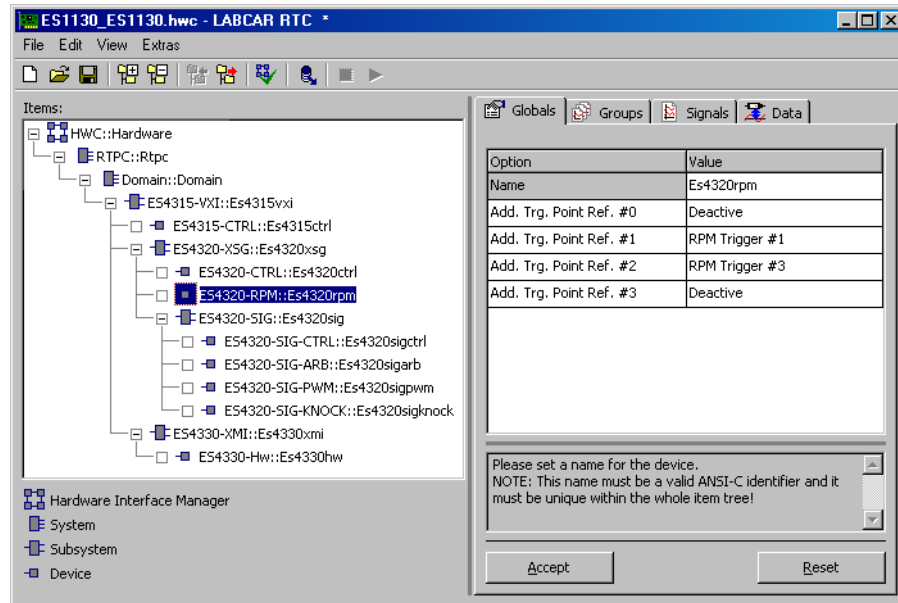 ES1130_ES1130.hwc - LABCAR RTC *
File Edit View Extras
Items:
HWC::Hardware
RTPC::Rtpc
Domain::Domain
ES4315-VXI::Es4315vxi
ES4315-CTRL::Es4315ctrl
ES4320-XSG::Es4320xsg
ES4320-CTRL::Es4320ctrl
ES4320-RPM::Es4320rpm
ES4320-SIG::Es4320sig
ES4320-SIG-CTRL::Es4320sigctrl
ES4320-SIG-ARB::Es4320sigarb
ES4320-SIG-PWM::Es4320sigpwm
ES4320-SIG-KNOCK::Es4320sigknock
ES4330-XMI::Es4330xmi
ES4330-Hw::Es4330hw
Hardware Interface Manager
System
Subsystem
Device
Globals Groups Signals Data
Option Value
Name Es4320rpm
Add. Trg. Point Ref. #0 Deactive
Add. Trg. Point Ref. #1 RPM Trigger #1
Add. Trg. Point Ref. #2 RPM Trigger #3
Add. Trg. Point Ref. #3 Deactive
Please set a name for the device.
NOTE: This name must be a valid ANSI-C identifier and it
must be unique within the whole item tree!
Accept Reset